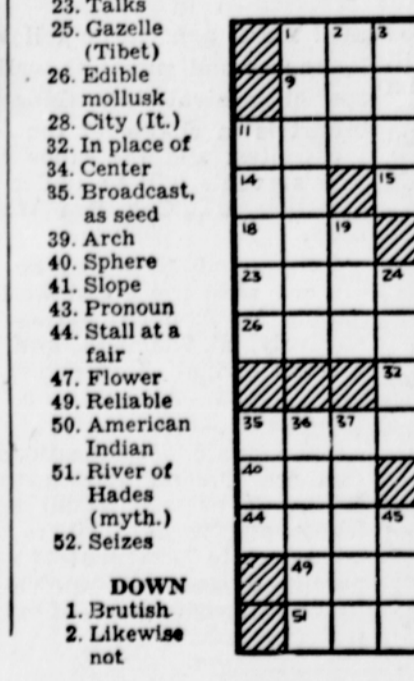 23. Talks
25. Gazelle
(Tibet)
26. Edible
mollusk
28. City (It.)
32. In place of
34. Center
35. Broadcast,
as seed
39. Arch
40. Sphere
41. Slope
43. Pronoun
44. Stall at a
fair
47. Flower
49. Reliable
50. American
Indian
51. River of
Hades
(myth.)
52. Seizes
DOWN
1. Brutish
2. Likewise
not
1 2 3
9
11
14 15
18 19
23 24
26
32
35 36 37
40
44 45
49
51